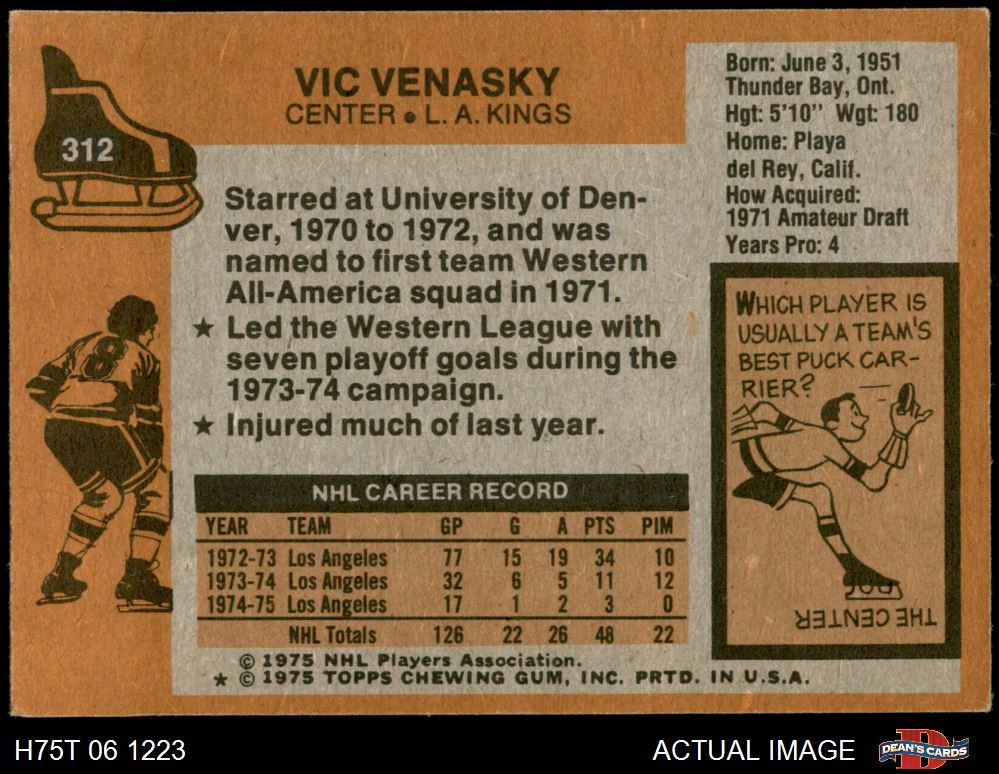 VIC VENASKY
CENTER • L. A. KINGS
312
Born: June 3, 1951
Thunder Bay, Ont.
Hgt: 5'10" Wgt: 180
Home: Playa
del Rey, Calif.
How Acquired:
1971 Amateur Draft
Years Pro: 4
Starred at University of Den-
ver, 1970 to 1972, and was
named to first team Western
All-America squad in 1971.
★ Led the Western League with
seven playoff goals during the
1973-74 campaign.
★ Injured much of last year.
8
WHICH PLAYER IS
USUALLY A TEAM'S
BEST PUCK CAR-
RIER?
THE CENTER
NHL CAREER RECORD
YEAR TEAM GP G A PTS PIM
1972-73 Los Angeles 77 15 19 34 10
1973-74 Los Angeles 32 6 5 11 12
1974-75 Los Angeles 17 1 2 3 0
NHL Totals 126 22 26 48 22
© 1975 NHL Players Association.
★ © 1975 TOPPS CHEWING GUM, INC. PRTD. IN U.S.A.
H75T 06 1223
ACTUAL IMAGE
D
DEAN'S CARDS